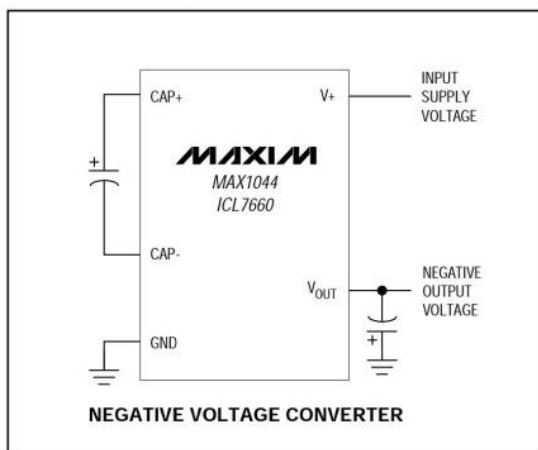 CAP+
V+
INPUT
SUPPLY
VOLTAGE
+
MAXIM
MAX1044
ICL7660
CAP-
VOUT
NEGATIVE
OUTPUT
VOLTAGE
GND
+
NEGATIVE VOLTAGE CONVERTER